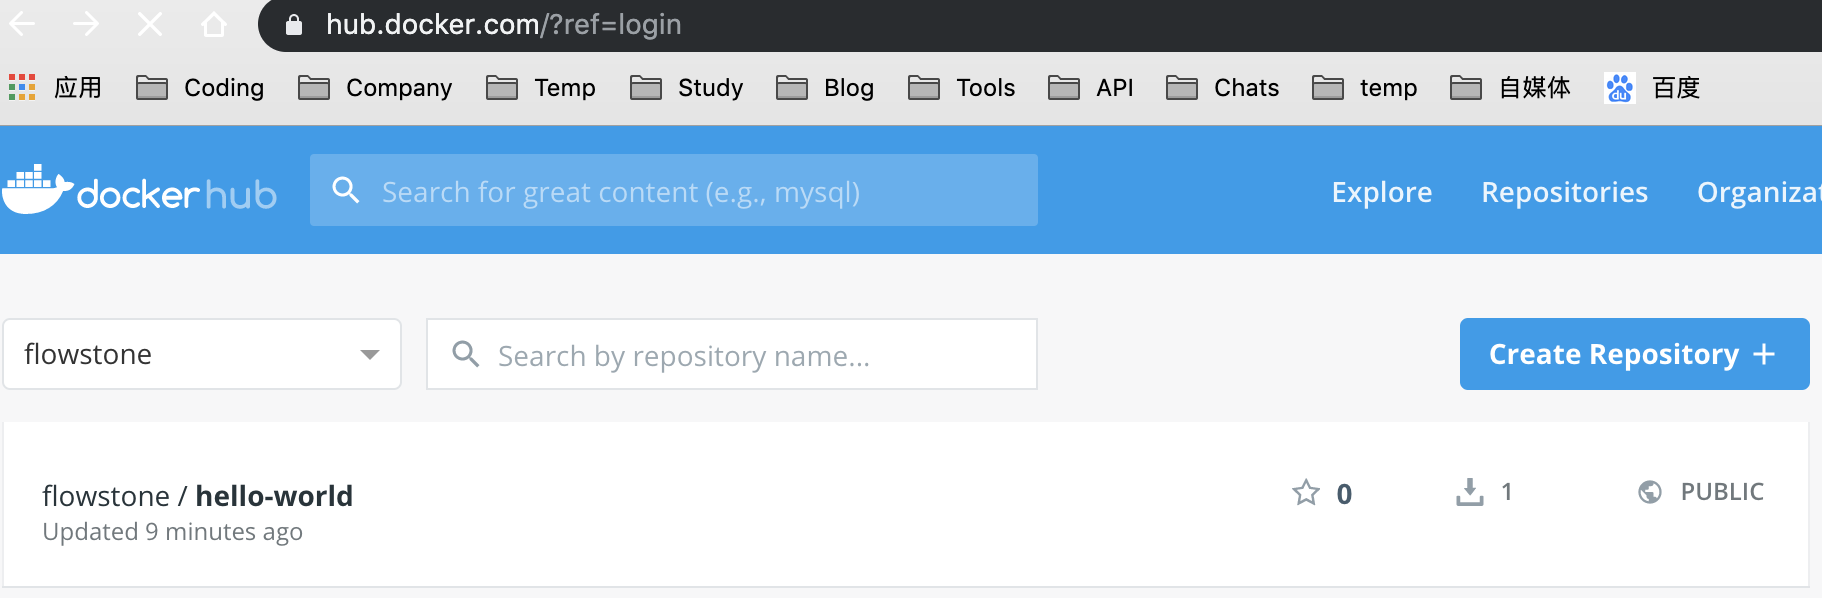 hub.docker.com/?ref=login
应用 Coding Company Temp Study Blog Tools API Chats temp 自媒体 du 百度
docker hub Search for great content (e.g., mysql) Explore Repositories Organizat
flowstone Search by repository name... Create Repository +
flowstone / hello-world 0 1 PUBLIC
Updated 9 minutes ago